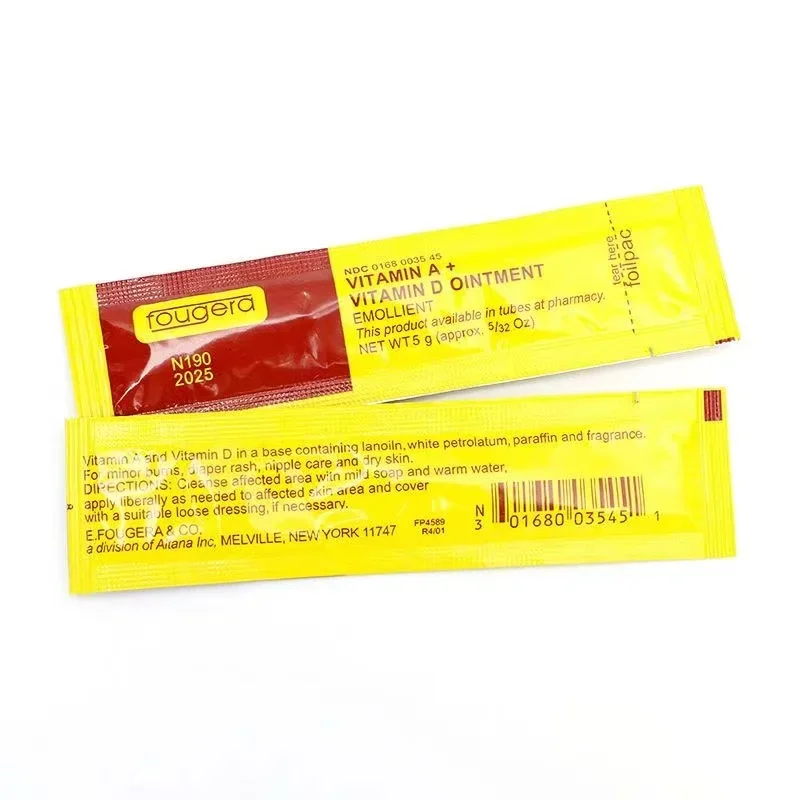 fougera
N190
2025
NDC 0168 0035 45
VITAMIN A +
VITAMIN D OINTMENT
EMOLLIENT
This product available in tubes at pharmacy.
NET WT 5 g (approx. 5/32 Oz)
tear here
foilpac
Vitamin A and Vitamin D in a base containing lanolin, white petrolatum, paraffin and fragrance.
For minor burns, diaper rash, nipple care and dry skin.
DIRECTIONS: Cleanse affected area with mild soap and warm water,
apply liberally as needed to affected skin area and cover
with a suitable loose dressing, if necessary.
E.FOUGERA & CO.
a division of Altana Inc, MELVILLE, NEW YORK 11747
FP4589
R4/01
N
3 01680 03545 1